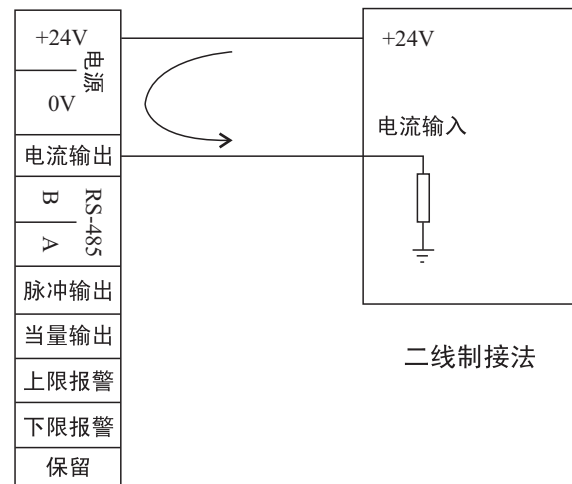 +24V
电源
0V
电流输出
B
A
RS-485
脉冲输出
当量输出
上限报警
下限报警
保留
+24V
电流输入
二线制接法